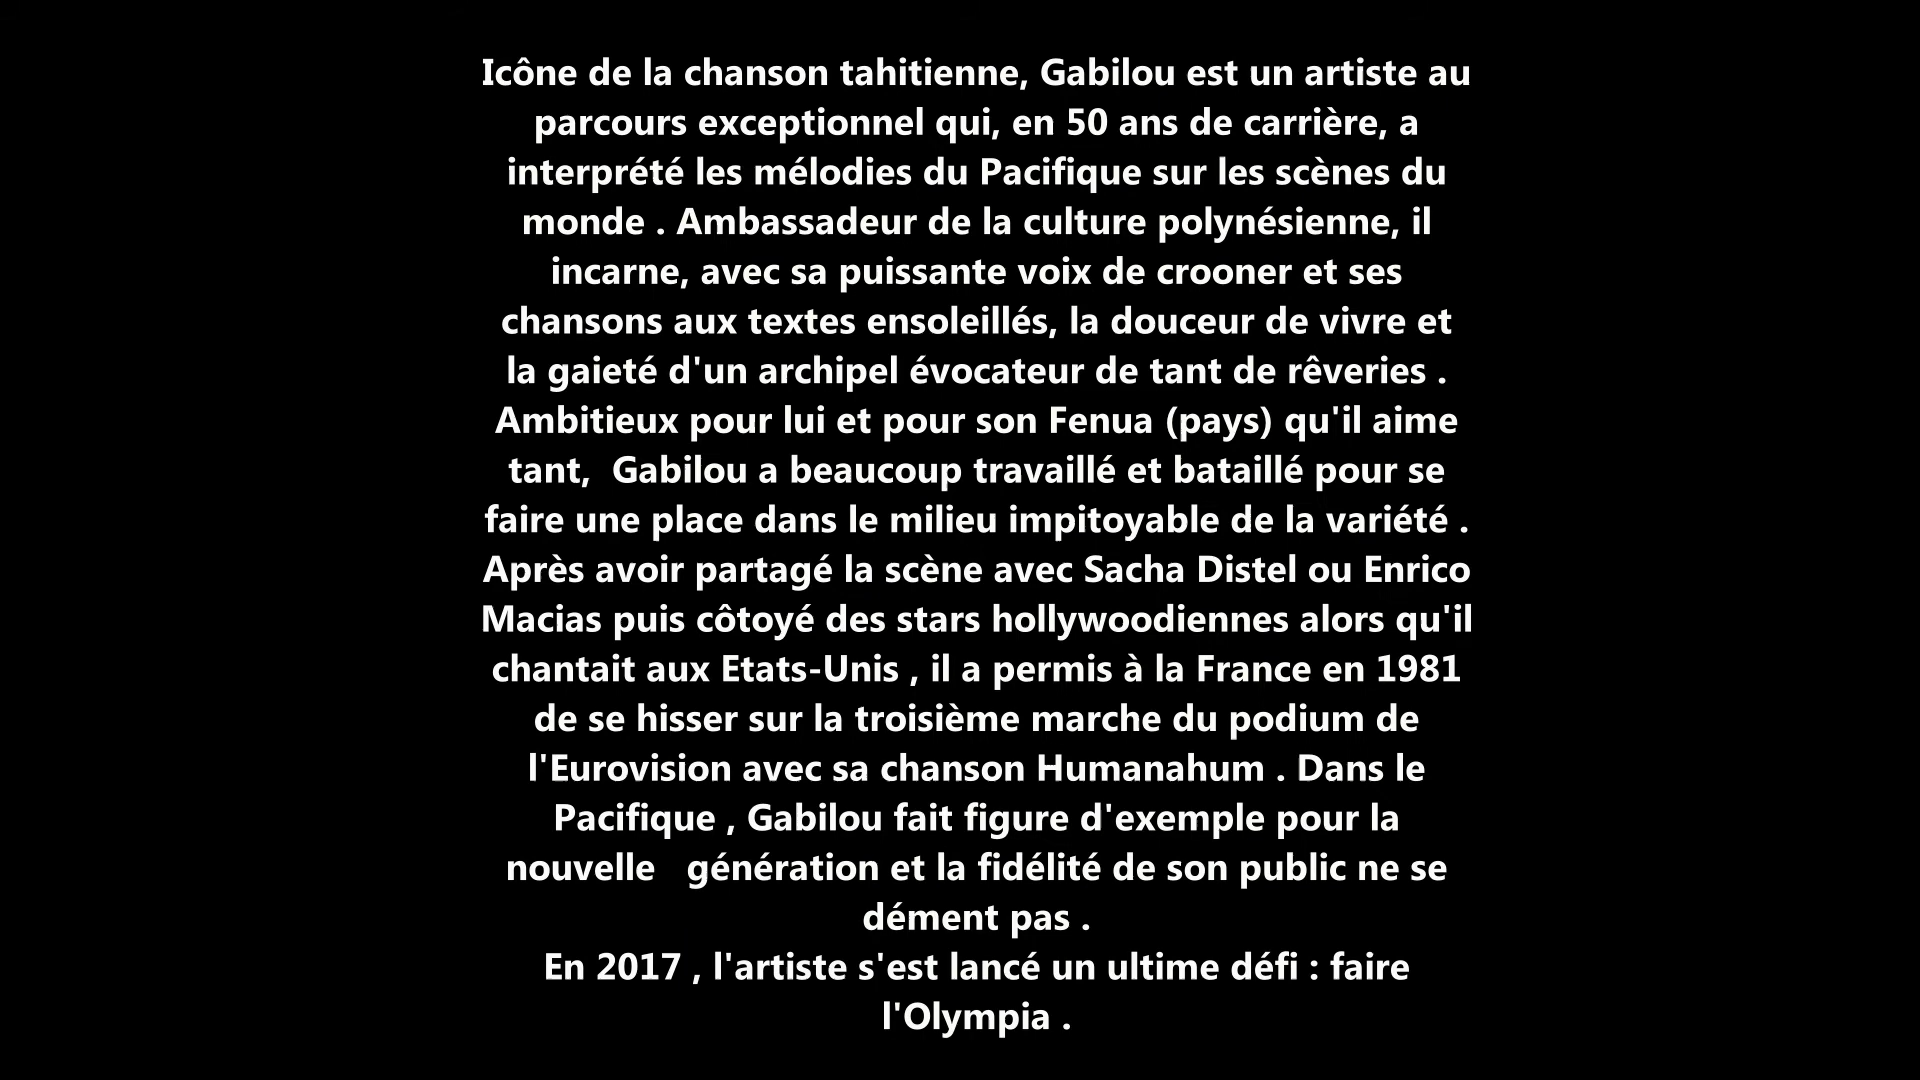 Icône de la chanson tahitienne, Gabilou est un artiste au
parcours exceptionnel qui, en 50 ans de carrière, a
interprété les mélodies du Pacifique sur les scènes du
monde . Ambassadeur de la culture polynésienne, il
incarne, avec sa puissante voix de crooner et ses
chansons aux textes ensoleillés, la douceur de vivre et
la gaieté d'un archipel évocateur de tant de rêveries .
Ambitieux pour lui et pour son Fenua (pays) qu'il aime
tant,  Gabilou a beaucoup travaillé et bataillé pour se
faire une place dans le milieu impitoyable de la variété .
Après avoir partagé la scène avec Sacha Distel ou Enrico
Macias puis côtoyé des stars hollywoodiennes alors qu'il
chantait aux Etats-Unis , il a permis à la France en 1981
de se hisser sur la troisième marche du podium de
l'Eurovision avec sa chanson Humanahum . Dans le
Pacifique , Gabilou fait figure d'exemple pour la
nouvelle   génération et la fidélité de son public ne se
dément pas .
En 2017 , l'artiste s'est lancé un ultime défi : faire
l'Olympia .